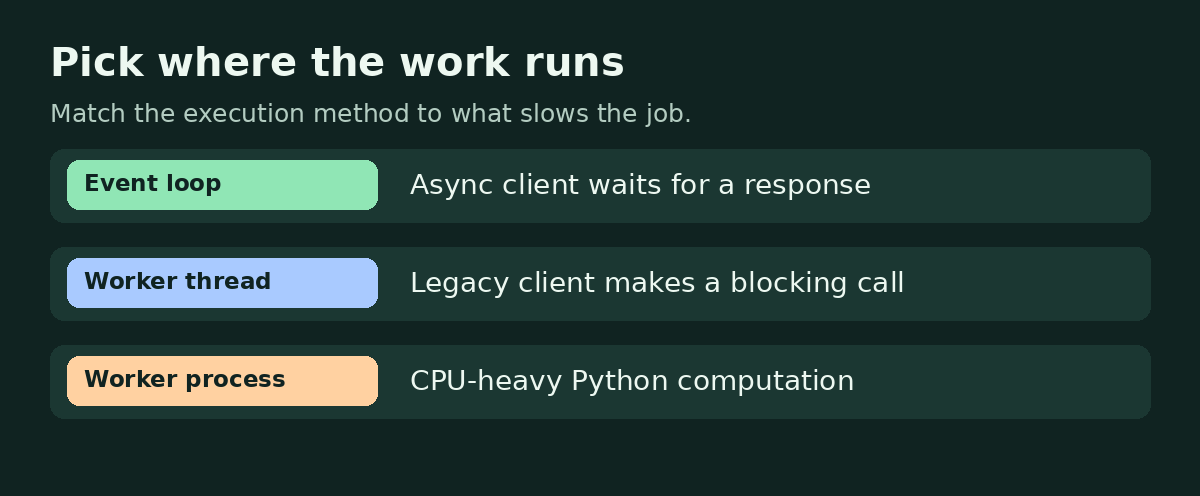 Pick where the work runs
Match the execution method to what slows the job.
Event loop
Async client waits for a response
Worker thread
Legacy client makes a blocking call
Worker process
CPU-heavy Python computation